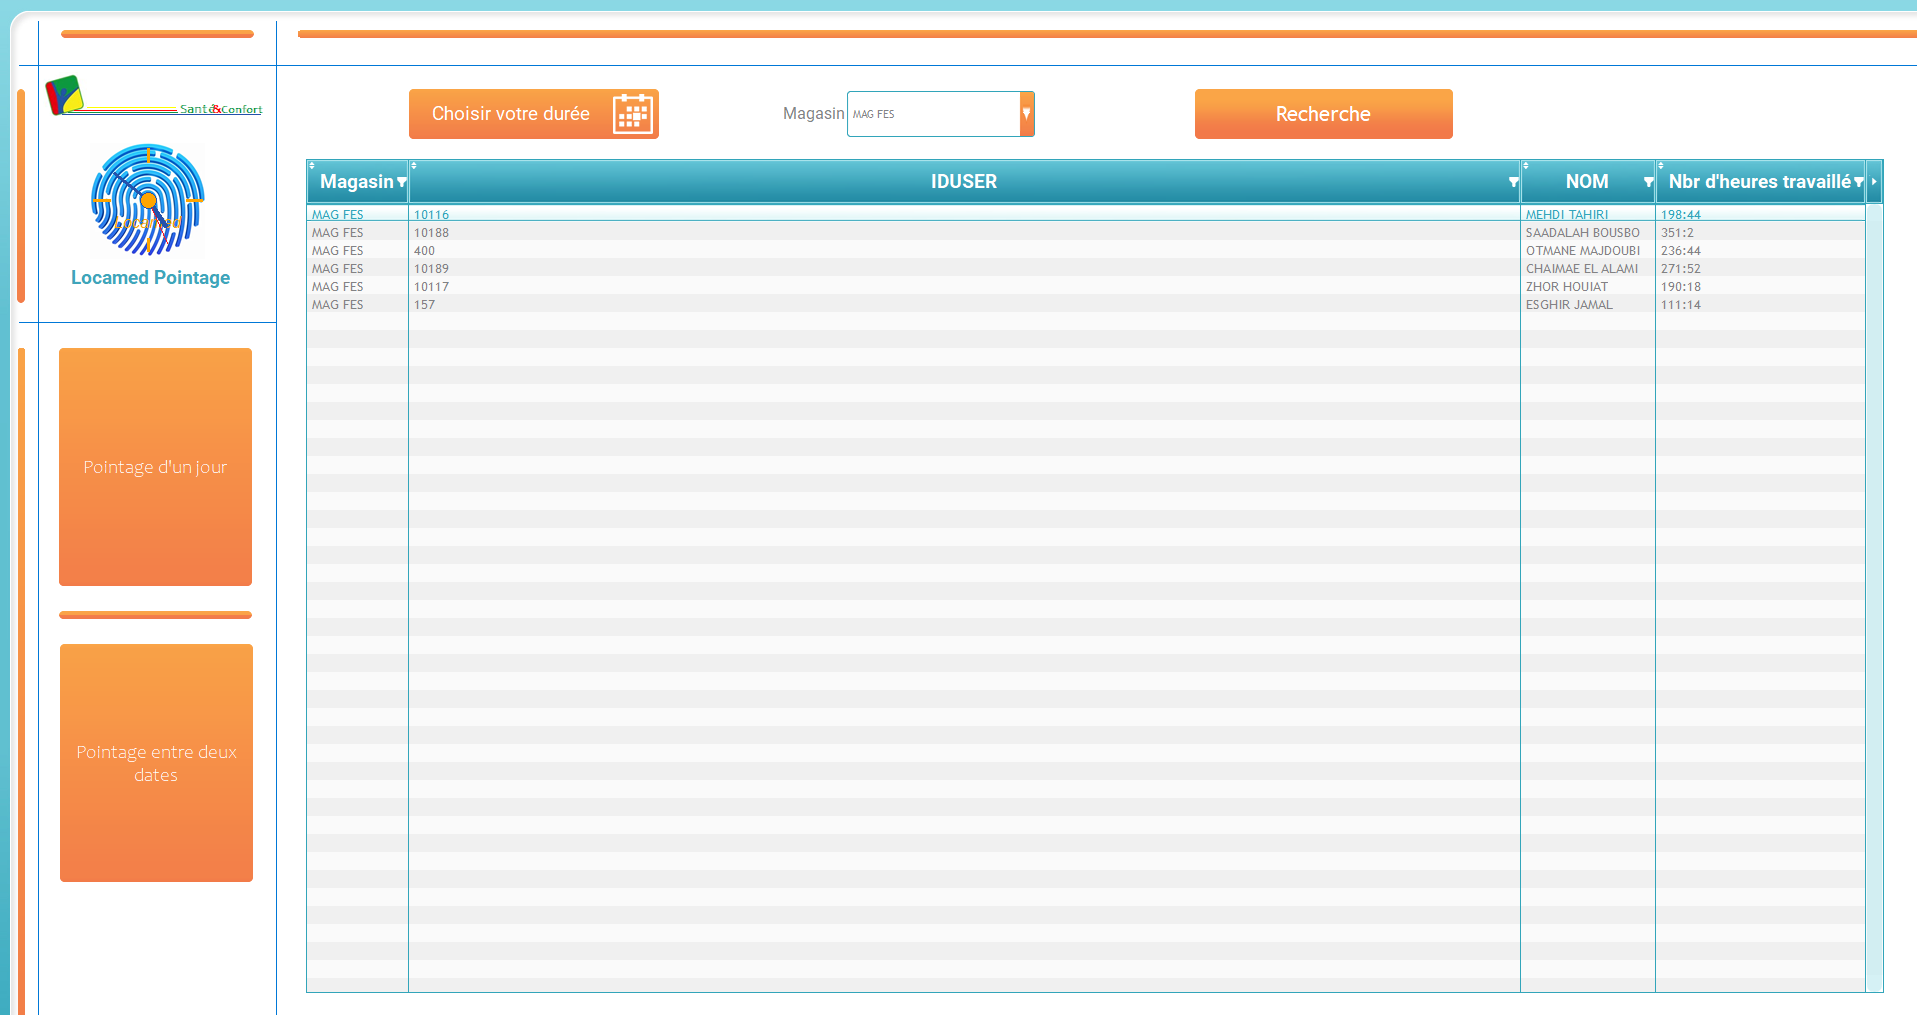 Santé&Confort
Locamed
Locamed Pointage
Pointage d'un jour
Pointage entre deux
dates
Choisir votre durée
Magasin MAG FES
Recherche
Magasin IDUSER NOM Nbr d'heures travaillé
MAG FES 10116 MEHDI TAHIRI 198:44
MAG FES 10188 SAADALAH BOUSBO 351:2
MAG FES 400 OTMANE MAJDOUBI 236:44
MAG FES 10189 CHAIMAE EL ALAMI 271:52
MAG FES 10117 ZHOR HOUIAT 190:18
MAG FES 157 ESGHIR JAMAL 111:14